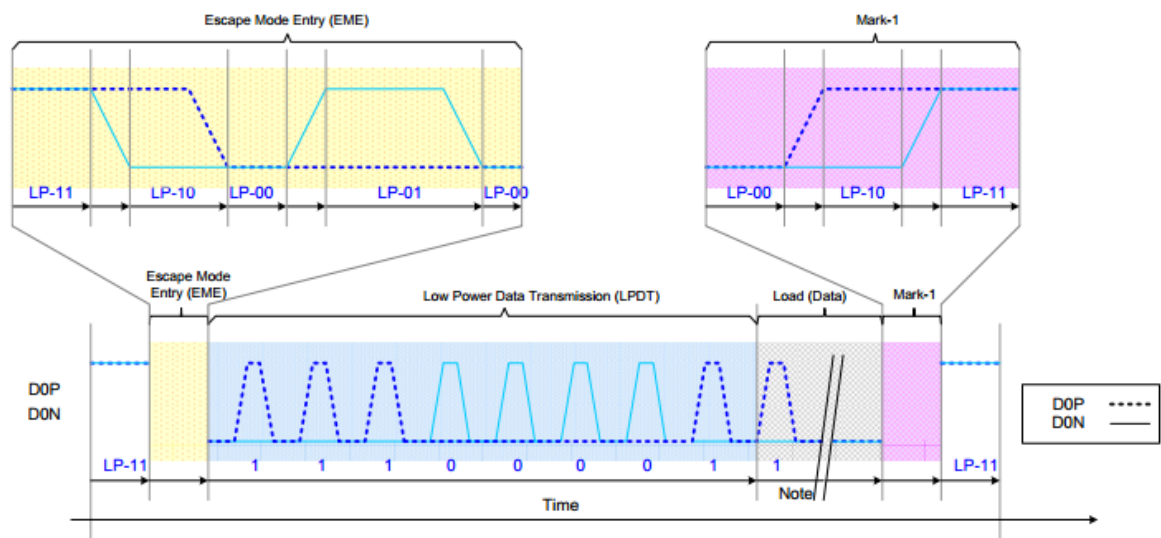 Escape Mode Entry (EME)
Mark-1
LP-11 LP-10 LP-00 LP-01 LP-00
LP-00 LP-10 LP-11
Escape Mode
Entry (EME)
Low Power Data Transmission (LPDT)
Load (Data)
Mark-1
D0P
D0N
D0P
D0N
LP-11 1 1 1 0 0 0 0 1 1 LP-11
Note
Time